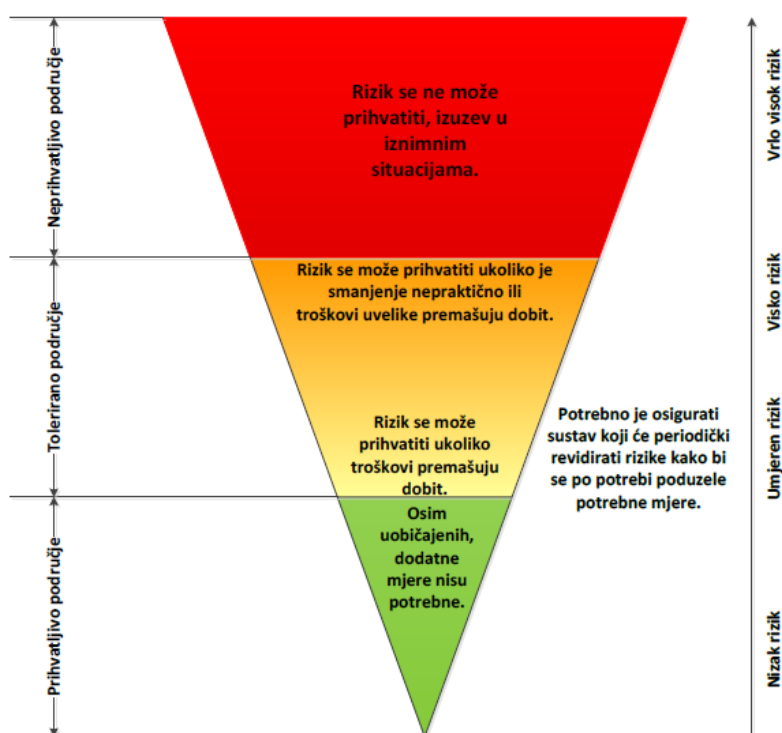 Neprihvatljivo područje
Rizik se ne može
prihvatiti, izuzev u
iznimnim
situacijama.
Vrlo visok rizik
Tolerirano područje
Rizik se može prihvatiti ukoliko je
smanjenje nepraktično ili
troškovi uvelike premašuju dobit.
Visko rizik
Rizik se može
prihvatiti ukoliko
troškovi premašuju
dobit.
Potrebno je osigurati
sustav koji će periodički
revidirati rizike kako bi
se po potrebi poduzele
potrebne mjere.
Umjeren rizik
Prihvatljivo područje
Osim
uobičajenih,
dodatne
mjere nisu
potrebne.
Nizak rizik